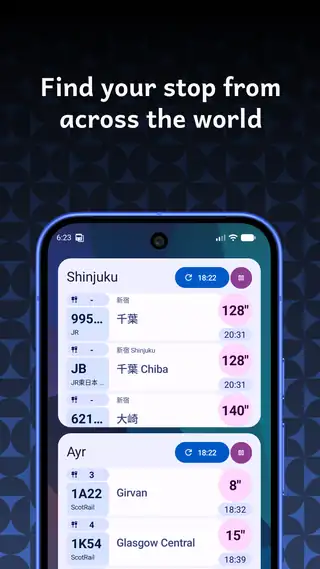 Find your stop from
across the world
6:23
Shinjuku
18:22
-
新宿
995...
千葉
128"
JR
20:31
-
新宿 Shinjuku
JB
千葉 Chiba
128"
JR東日本 ...
20:31
-
新宿
621...
大崎
140"
Ayr
18:22
3
1A22
Girvan
8"
ScotRail
18:32
4
1K54
Glasgow Central
15"
ScotRail
18:39